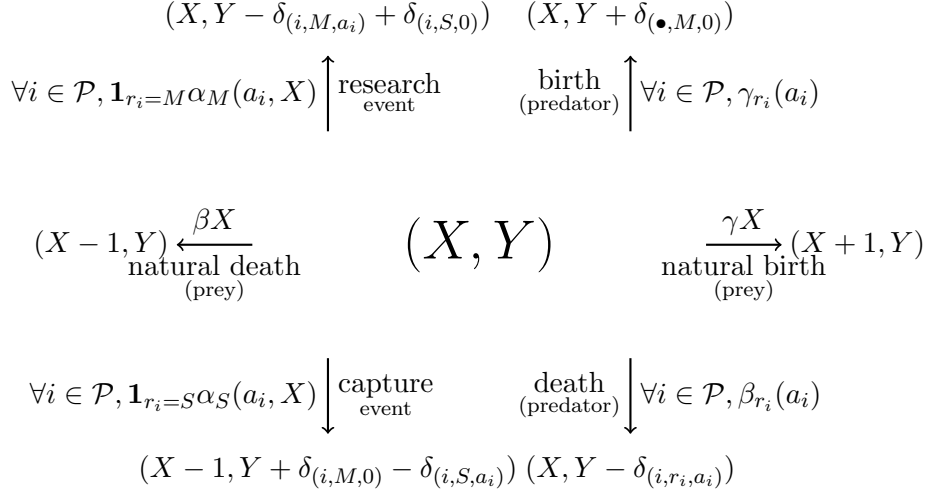 (X, Y − δ_{(i,M,a_i)} + δ_{(i,S,0)}) (X, Y + δ_{(●,M,0)})
∀i ∈ 𝒫, 𝟏_{r_i=M} α_M(a_i, X) research event birth (predator) ∀i ∈ 𝒫, γ_{r_i}(a_i)
βX γX
(X − 1, Y) (X, Y) (X + 1, Y)
natural death natural birth
(prey) (prey)
∀i ∈ 𝒫, 𝟏_{r_i=S} α_S(a_i, X) capture event death (predator) ∀i ∈ 𝒫, β_{r_i}(a_i)
(X − 1, Y + δ_{(i,M,0)} − δ_{(i,S,a_i)}) (X, Y − δ_{(i,r_i,a_i)})